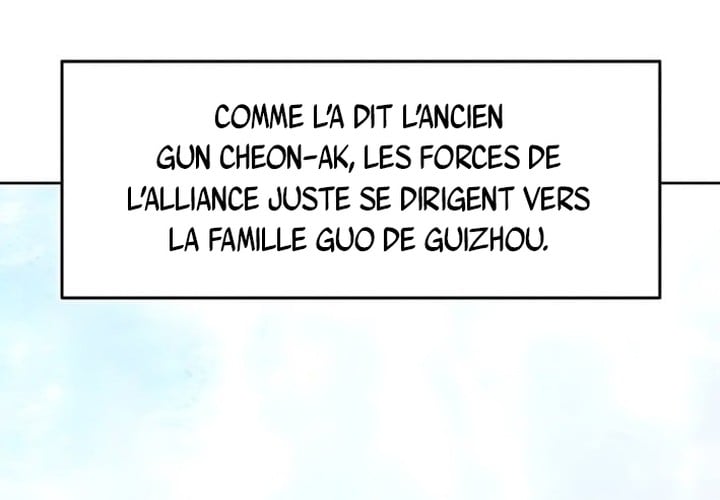 COMME L'A DIT L'ANCIEN
GUN CHEON-AK, LES FORCES DE
L'ALLIANCE JUSTE SE DIRIGENT VERS
LA FAMILLE GUO DE GUIZHOU.